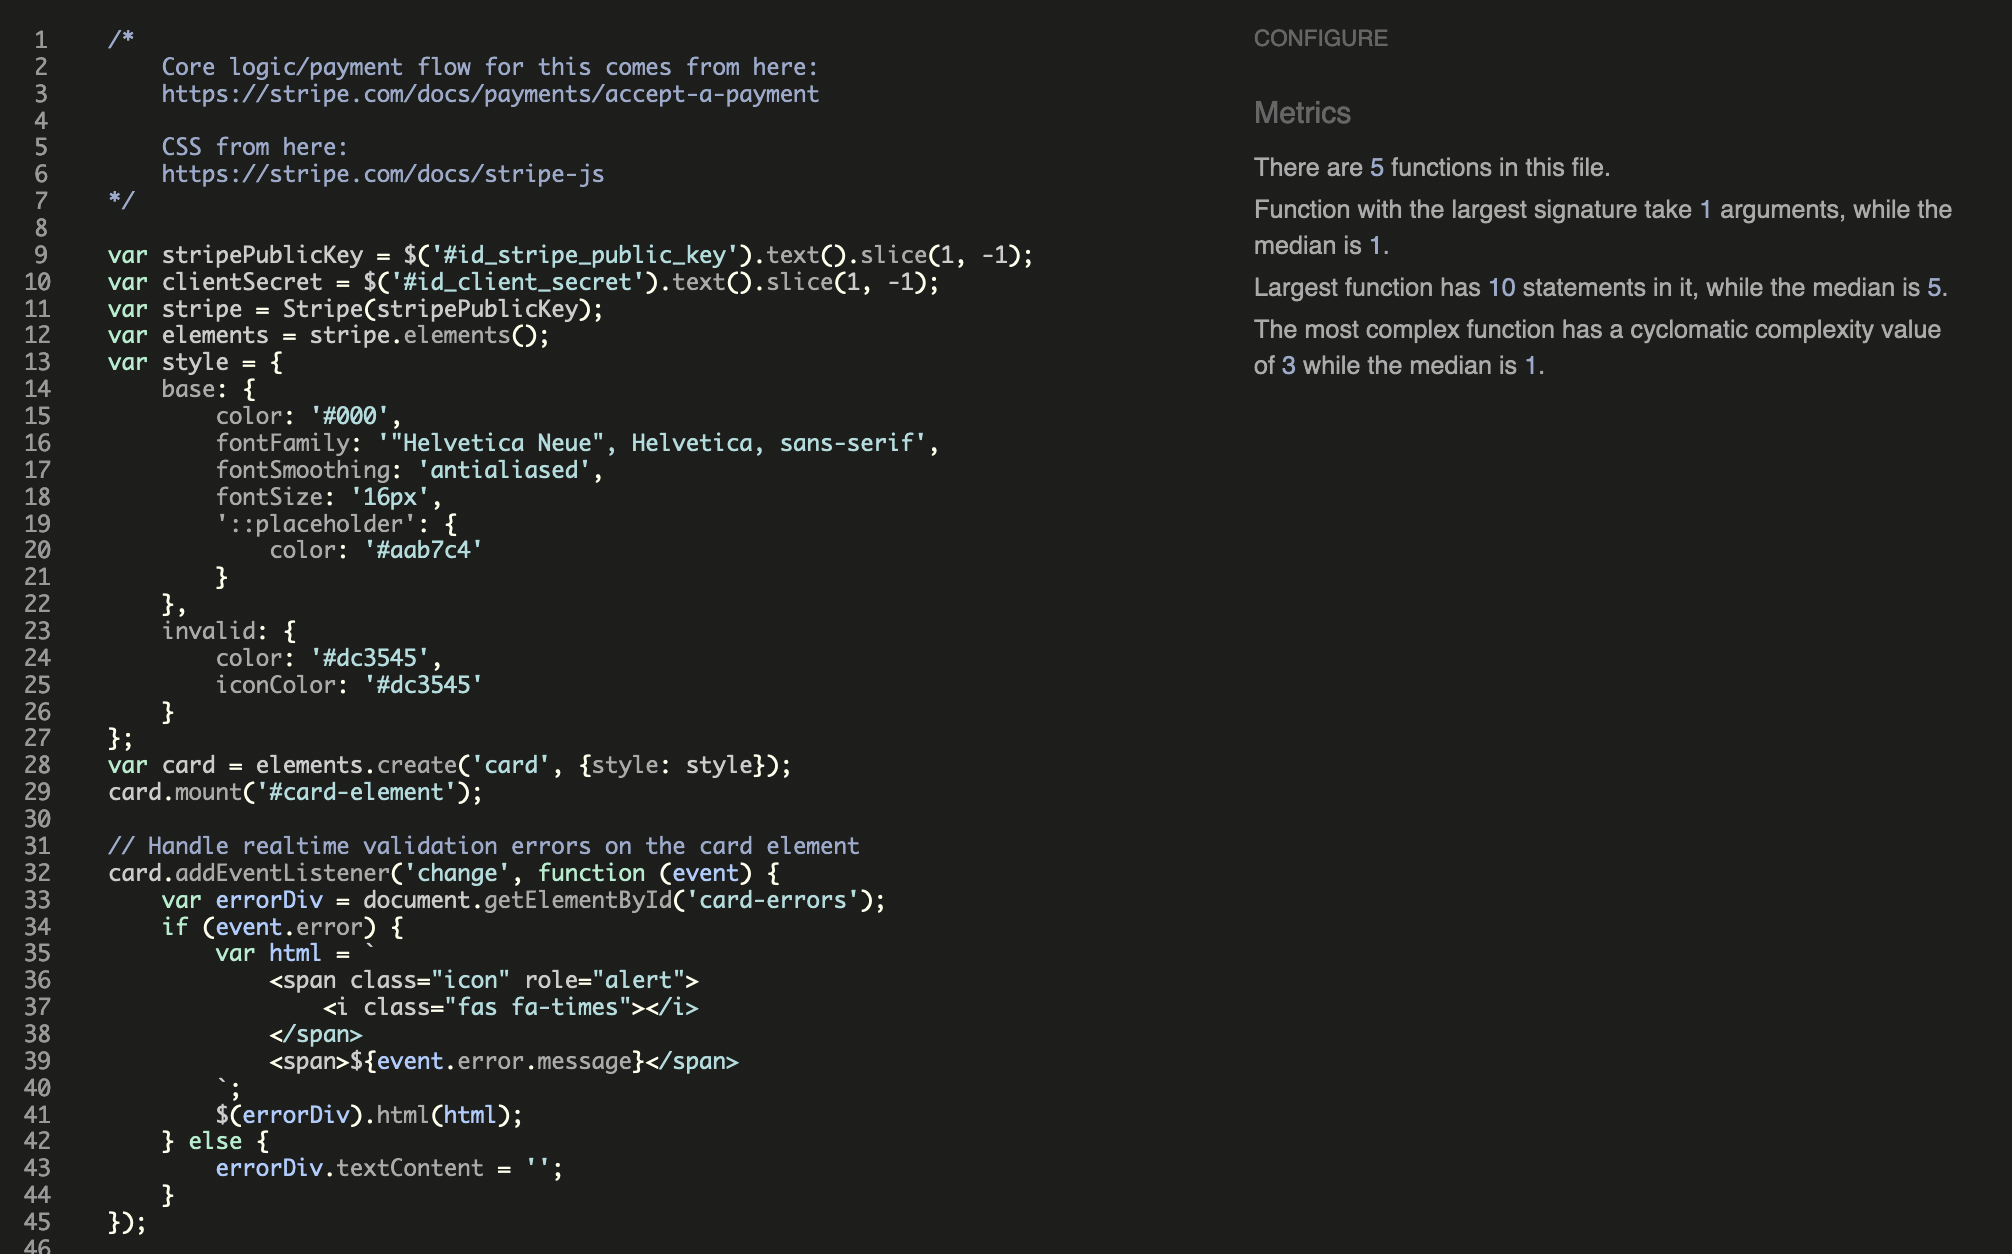 1 /*
2 Core logic/payment flow for this comes from here:
3 https://stripe.com/docs/payments/accept-a-payment
4
5 CSS from here:
6 https://stripe.com/docs/stripe-js
7 */
8
9 var stripePublicKey = $('#id_stripe_public_key').text().slice(1, -1);
10 var clientSecret = $('#id_client_secret').text().slice(1, -1);
11 var stripe = Stripe(stripePublicKey);
12 var elements = stripe.elements();
13 var style = {
14 base: {
15 color: '#000',
16 fontFamily: '"Helvetica Neue", Helvetica, sans-serif',
17 fontSmoothing: 'antialiased',
18 fontSize: '16px',
19 '::placeholder': {
20 color: '#aab7c4'
21 }
22 },
23 invalid: {
24 color: '#dc3545',
25 iconColor: '#dc3545'
26 }
27 };
28 var card = elements.create('card', {style: style});
29 card.mount('#card-element');
30
31 // Handle realtime validation errors on the card element
32 card.addEventListener('change', function (event) {
33 var errorDiv = document.getElementById('card-errors');
34 if (event.error) {
35 var html = `
36 <span class="icon" role="alert">
37 <i class="fas fa-times"></i>
38 </span>
39 <span>${event.error.message}</span>
40 `;
41 $(errorDiv).html(html);
42 } else {
43 errorDiv.textContent = '';
44 }
45 });
46
CONFIGURE
Metrics
There are 5 functions in this file.
Function with the largest signature take 1 arguments, while the
median is 1.
Largest function has 10 statements in it, while the median is 5.
The most complex function has a cyclomatic complexity value
of 3 while the median is 1.